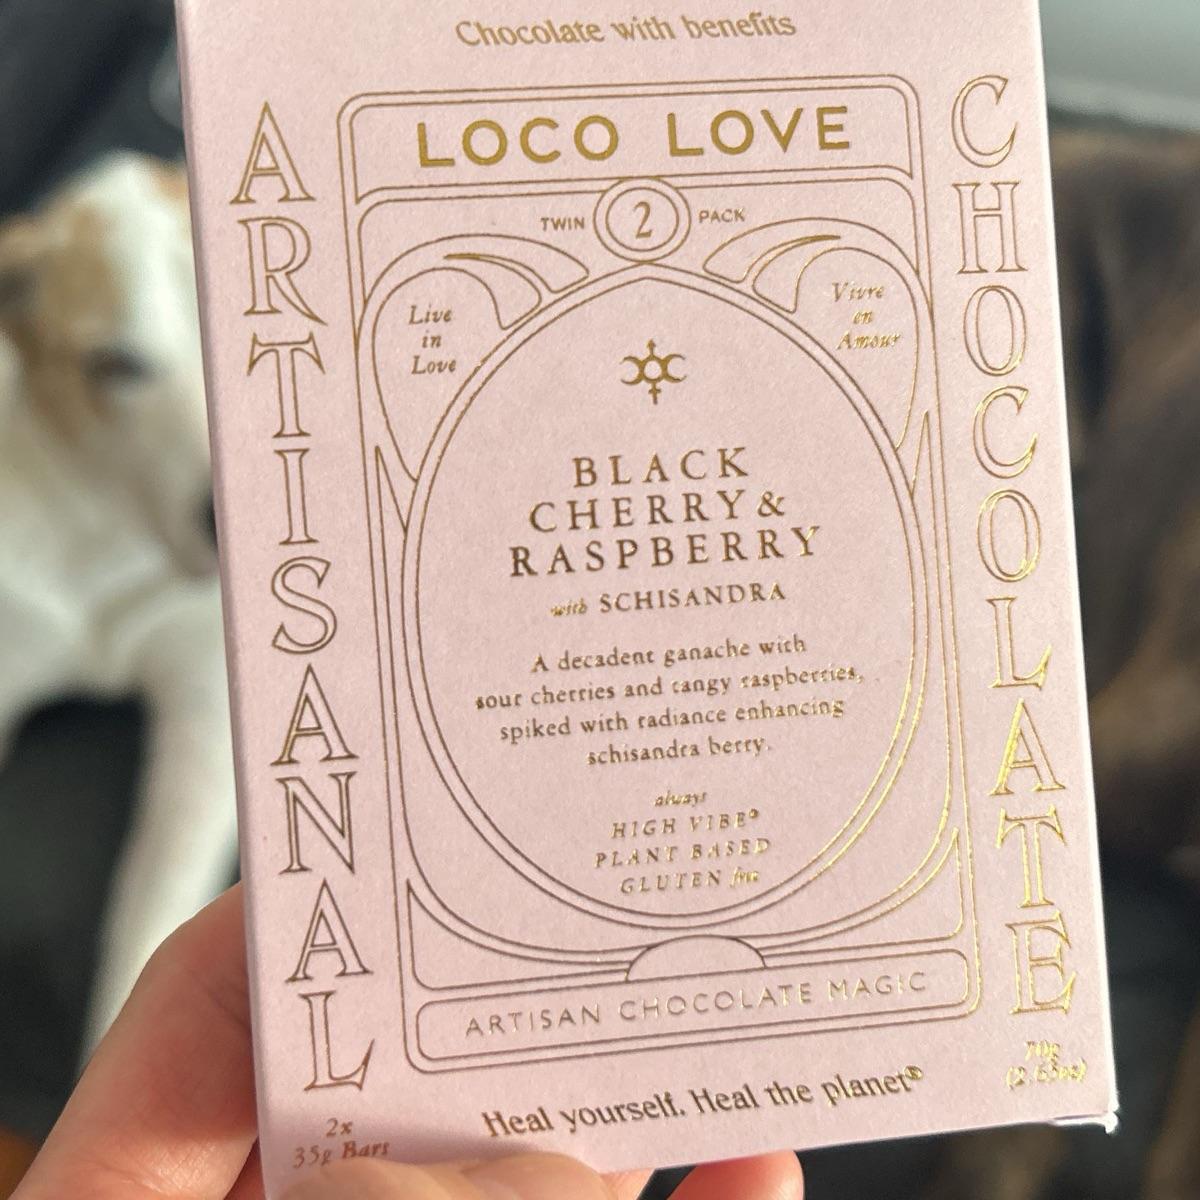 Chocolate with benefits
LOCO LOVE
TWIN 2 PACK
ARTISANAL
CHOCOLATE
Live
in
Love
Vivre
en
Amour
BLACK
CHERRY &
RASPBERRY
with SCHISANDRA
A decadent ganache with
sour cherries and tangy raspberries,
spiked with radiance enhancing
schisandra berry.
always
HIGH VIBE®
PLANT BASED
GLUTEN free
ARTISAN CHOCOLATE MAGIC
Heal yourself. Heal the planet®
2x
35g Bars
70g